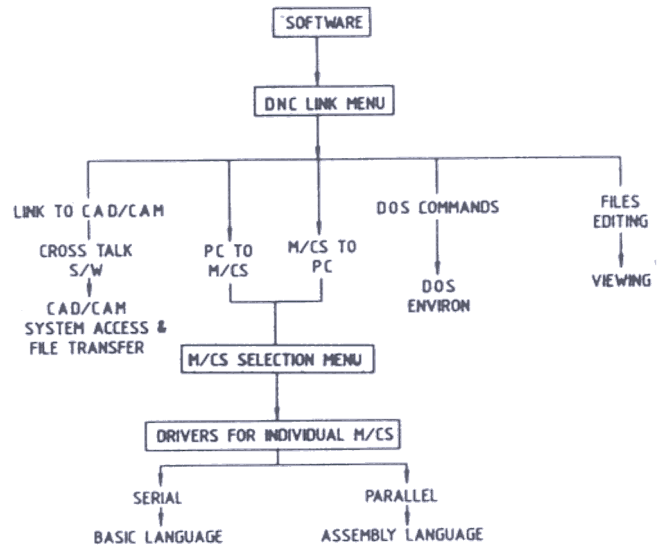 SOFTWARE
DNC LINK MENU
LINK TO CAD/CAM
CROSS TALK
S/W
CAD/CAM
SYSTEM ACCESS &
FILE TRANSFER
PC TO
M/CS
M/CS TO
PC
DOS COMMANDS
DOS
ENVIRON
FILES
EDITING
VIEWING
M/CS SELECTION MENU
DRIVERS FOR INDIVIDUAL M/CS
SERIAL
BASIC LANGUAGE
PARALLEL
ASSEMBLY LANGUAGE